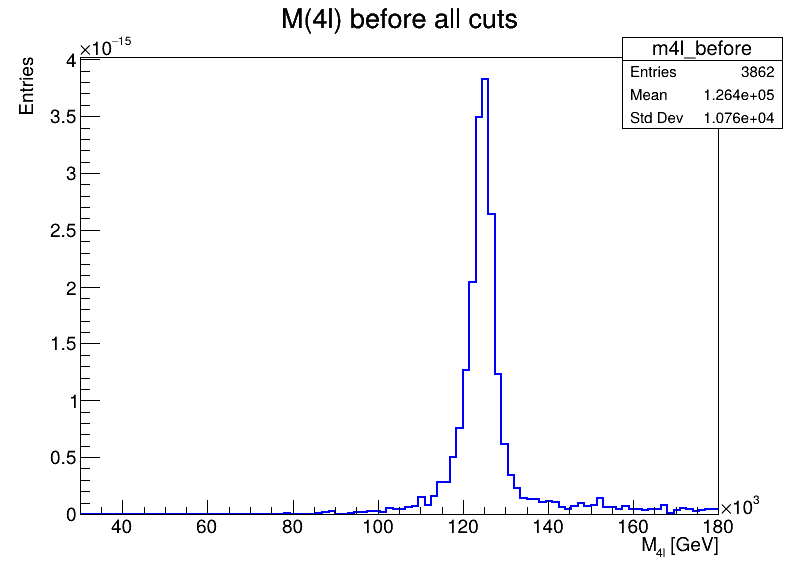 M(4l) before all cuts
×10⁻¹⁵
Entries
m4l_before
Entries 3862
Mean 1.264e+05
Std Dev 1.076e+04
4
3.5
3
2.5
2
1.5
1
0.5
0
40 60 80 100 120 140 160 180
×10³
M₄ₗ [GeV]